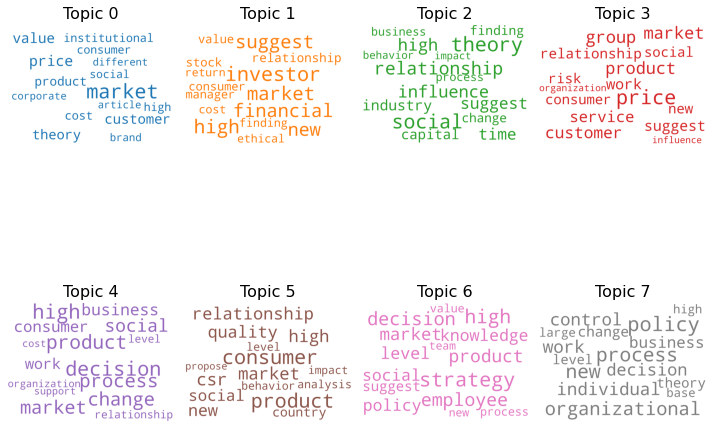 Topic 0
value institutional
consumer
price different
social
product
corporate market
article high
cost customer
theory
brand
Topic 1
value suggest
relationship
stock
return investor
consumer
manager market
cost financial
high finding new
ethical
Topic 2
business finding
high theory
behavior impact
relationship
process
influence
industry suggest
social change
capital time
Topic 3
group market
relationship social
product
risk
organization work
consumer price
new
service
customer suggest
influence
Topic 4
high business
consumer social
cost product level
work decision
organization process
support
market change
relationship
Topic 5
relationship
quality high
level
consumer
propose
csr market impact
behavior analysis
social
new product
country
Topic 6
value
decision high
market knowledge
level team
product
social
suggest strategy
policy employee
new process
Topic 7
high
control policy
large change
work business
level process
new decision
theory
individual base
organizational